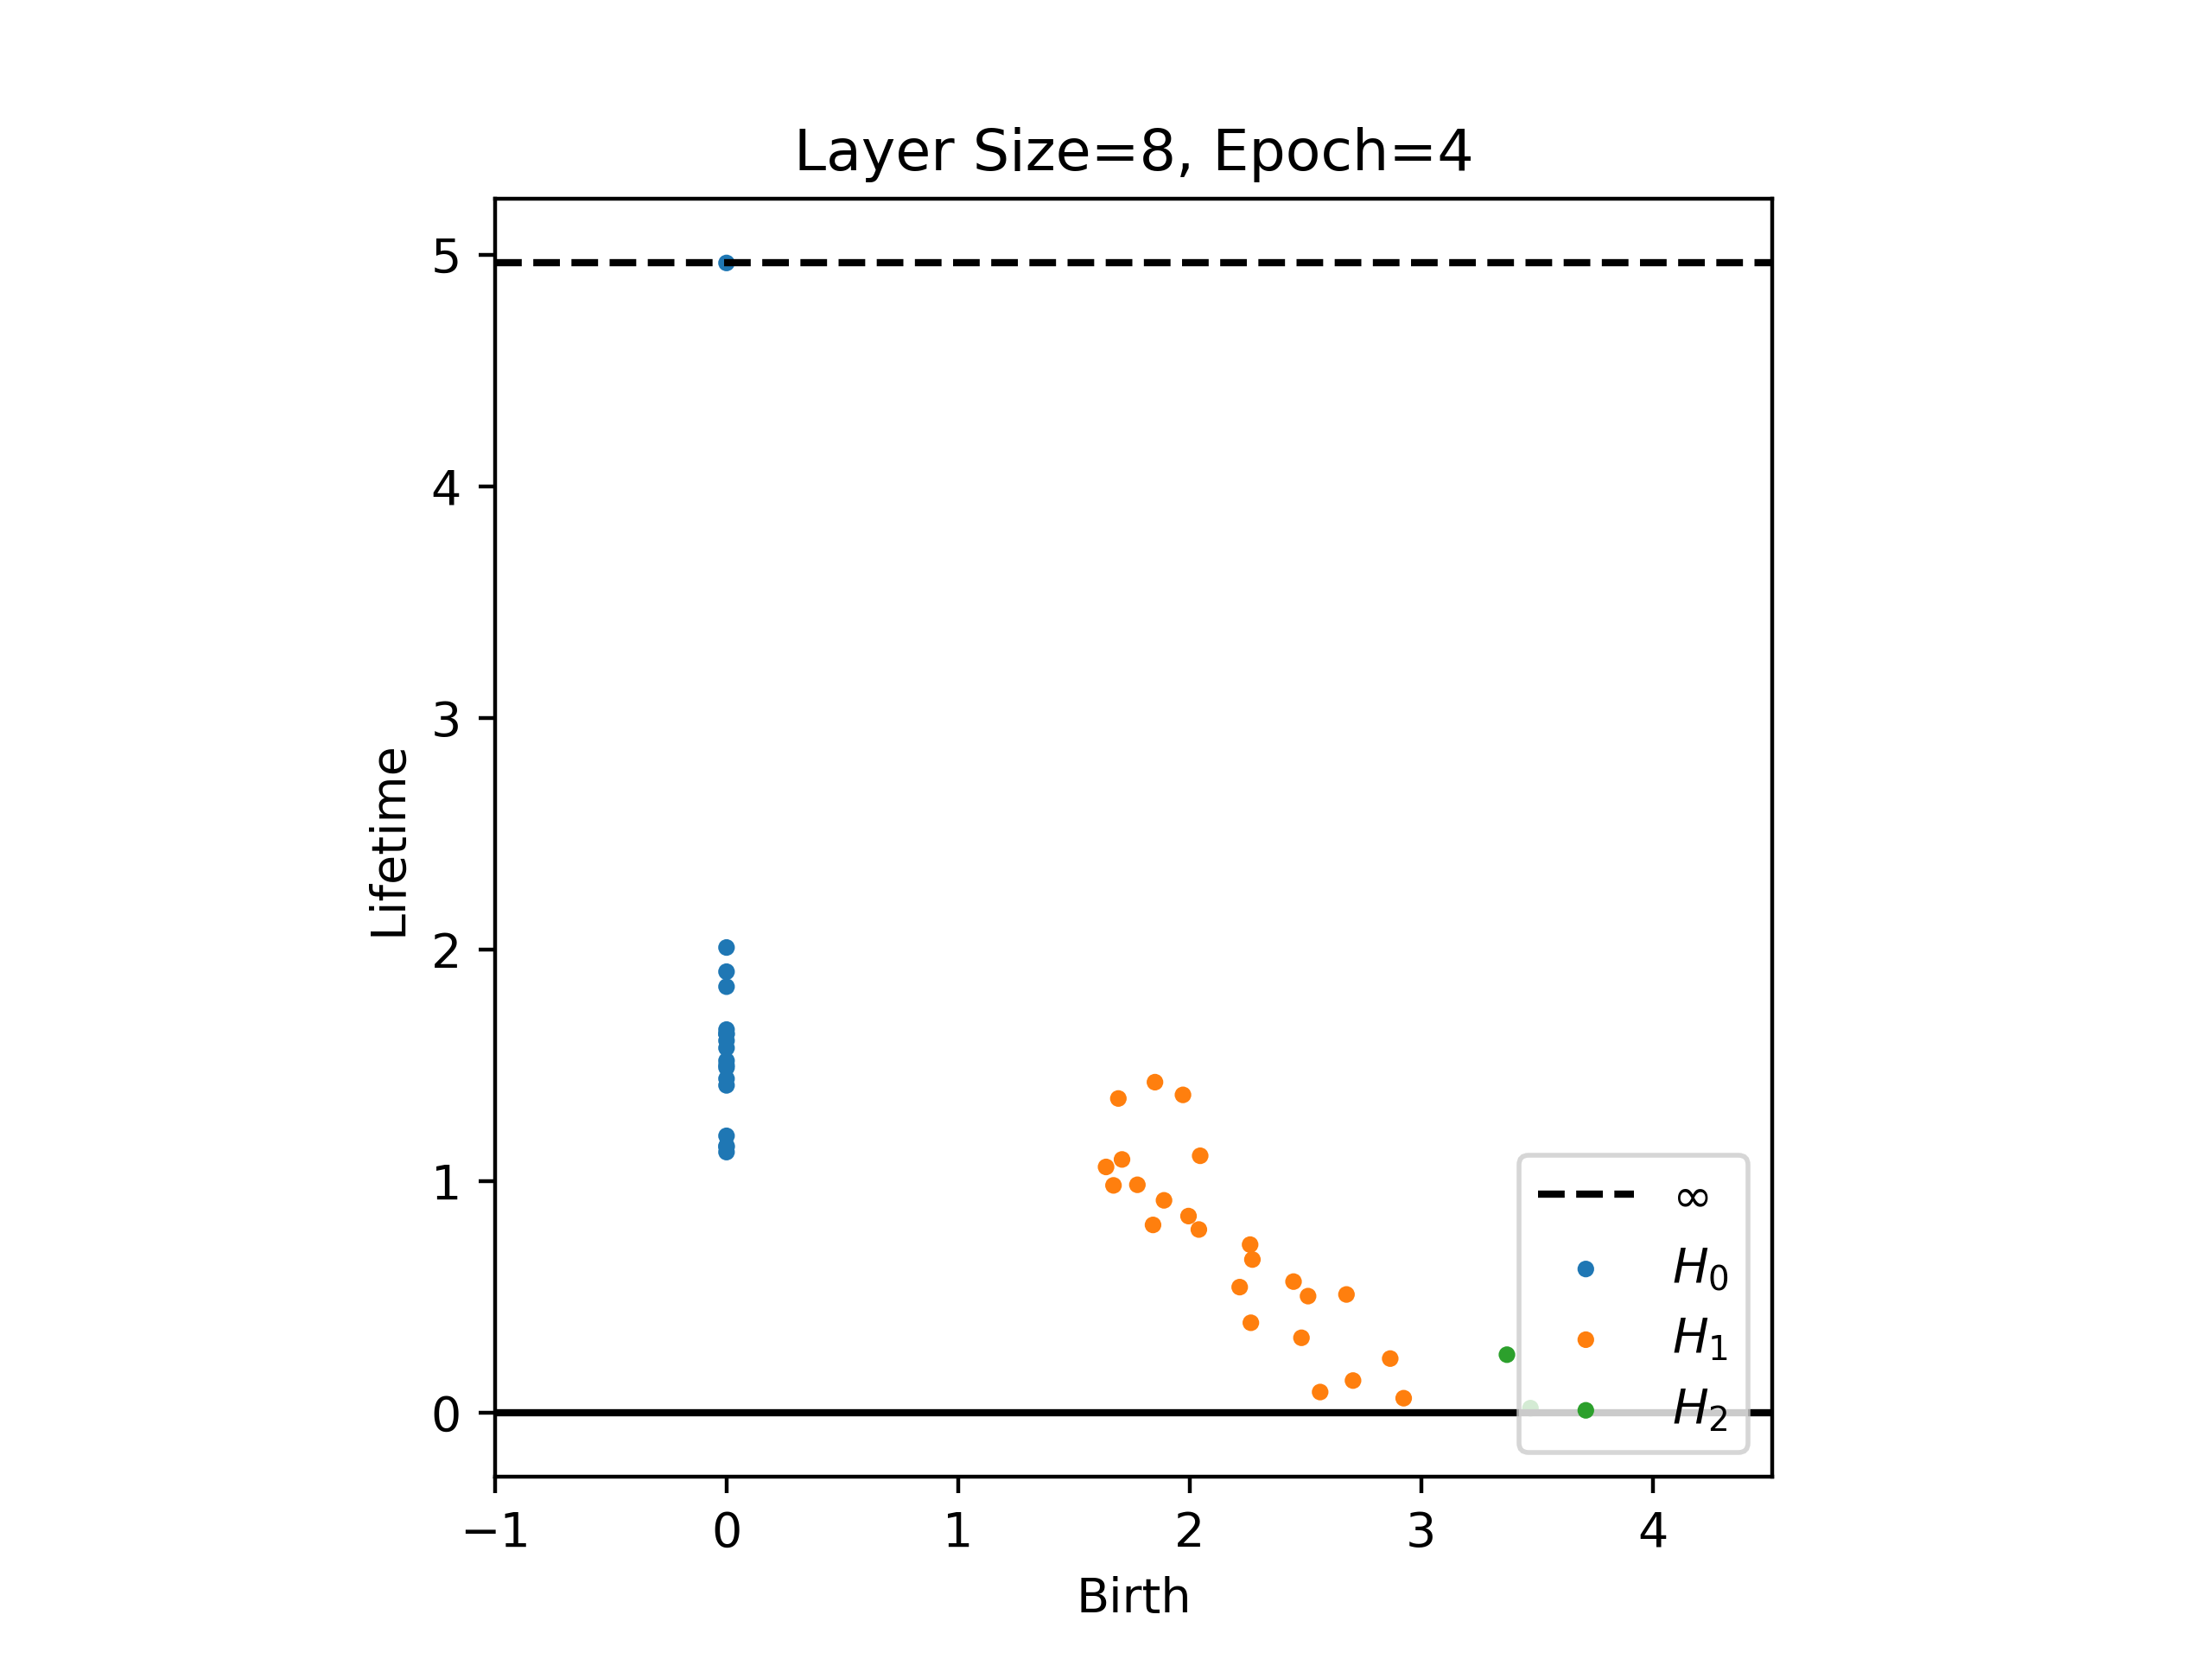 Layer Size=8, Epoch=4
5
4
3
2
1
0
Lifetime
−1 0 1 2 3 4
Birth
∞
H₀
H₁
H₂